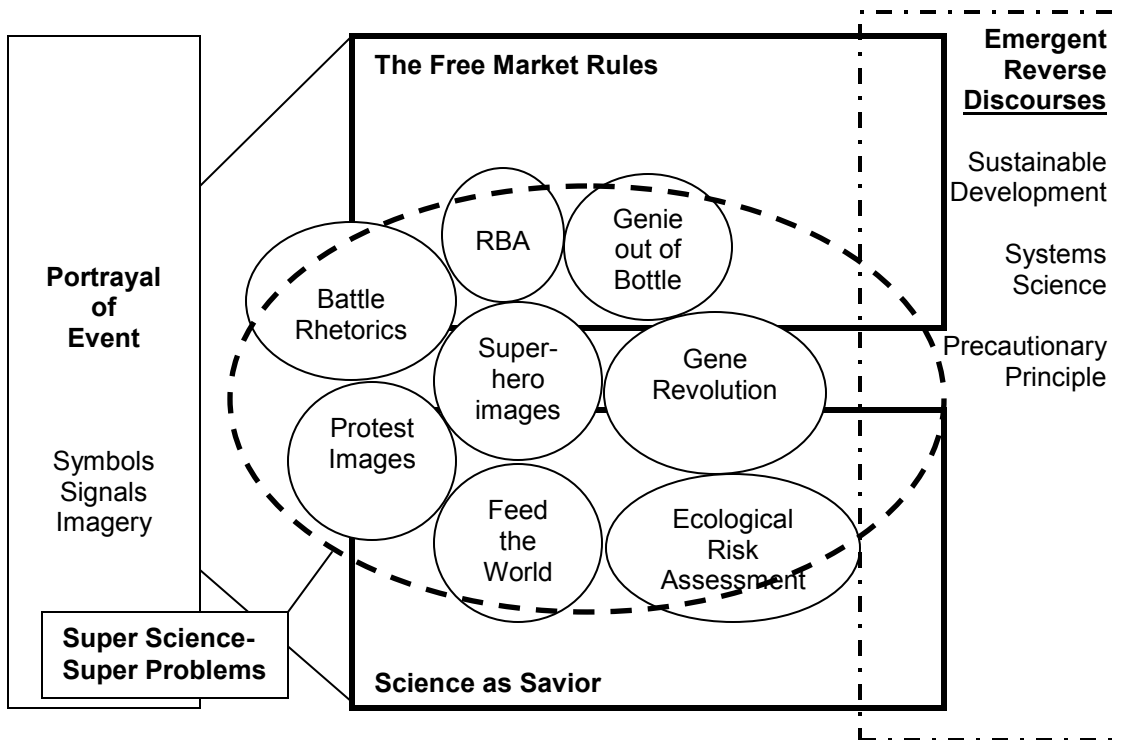 The Free Market Rules
Emergent
Reverse
Discourses
Sustainable
Development
Systems
Science
Precautionary
Principle
Portrayal
of
Event
Symbols
Signals
Imagery
RBA
Genie
out of
Bottle
Battle
Rhetorics
Super-
hero
images
Gene
Revolution
Protest
Images
Feed
the
World
Ecological
Risk
Assessment
Super Science-
Super Problems
Science as Savior